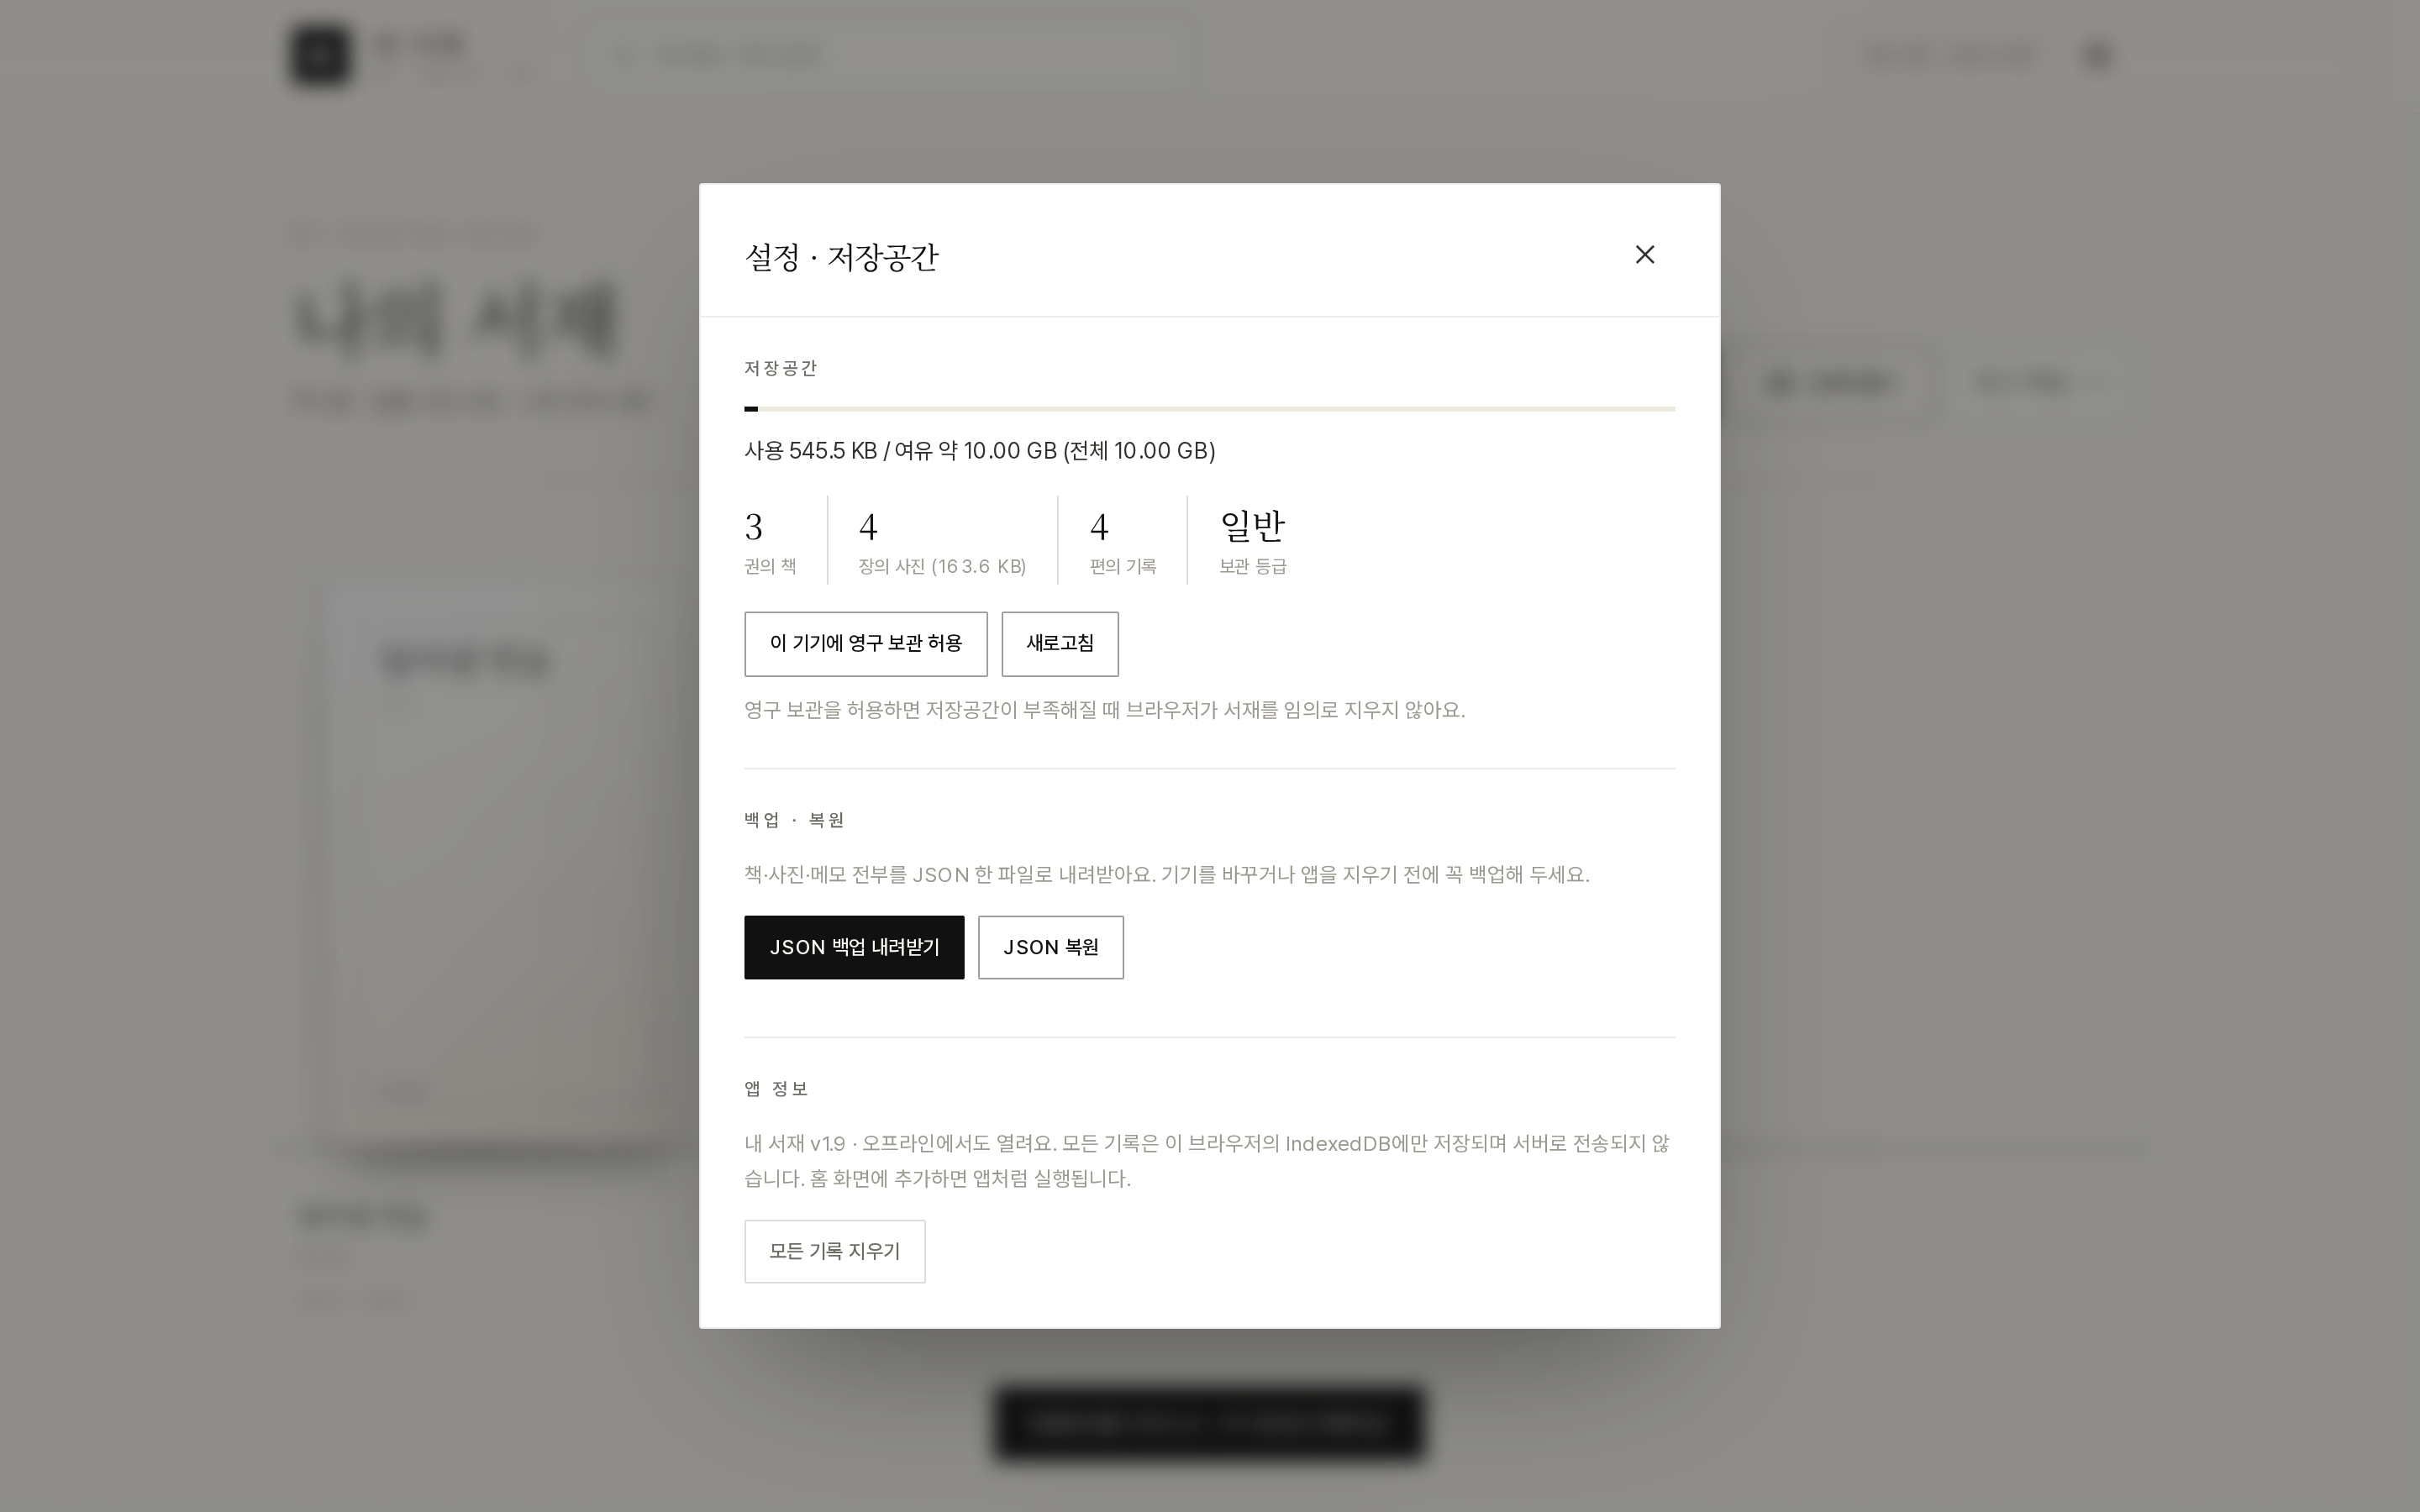 나의 서재
설정 · 저장공간
저장공간
사용 545.5 KB / 여유 약 10.00 GB (전체 10.00 GB)
3
권의 책
4
장의 사진 (163.6 KB)
4
편의 기록
일반
보관 등급
이 기기에 영구 보관 허용
새로고침
영구 보관을 허용하면 저장공간이 부족해질 때 브라우저가 서재를 임의로 지우지 않아요.
백업 · 복원
책·사진·메모 전부를 JSON 한 파일로 내려받아요. 기기를 바꾸거나 앱을 지우기 전에 꼭 백업해 두세요.
JSON 백업 내려받기
JSON 복원
앱 정보
내 서재 v1.9 · 오프라인에서도 열려요. 모든 기록은 이 브라우저의 IndexedDB에만 저장되며 서버로 전송되지 않
습니다. 홈 화면에 추가하면 앱처럼 실행됩니다.
모든 기록 지우기